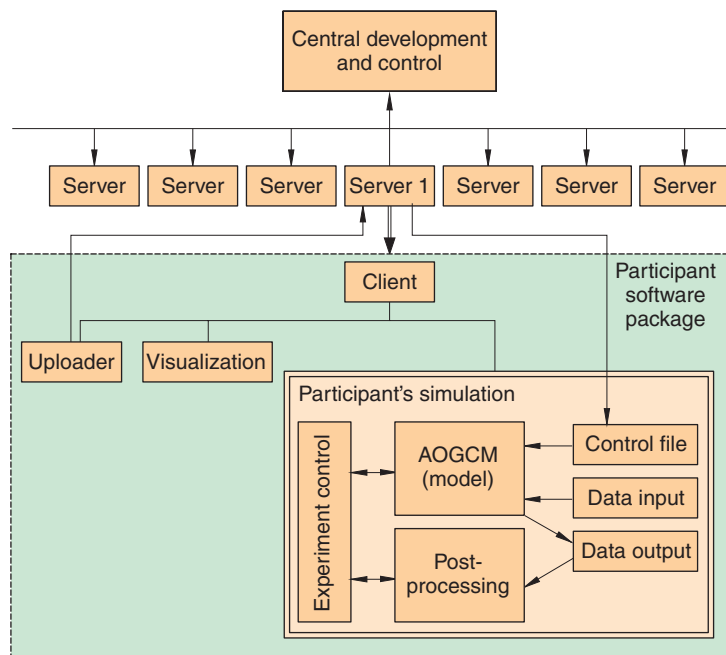 Central development
and control
Server
Server
Server
Server 1
Server
Server
Server
Client
Participant
software
package
Uploader
Visualization
Participant's simulation
Experiment control
AOGCM
(model)
Control file
Data input
Data output
Post-
processing